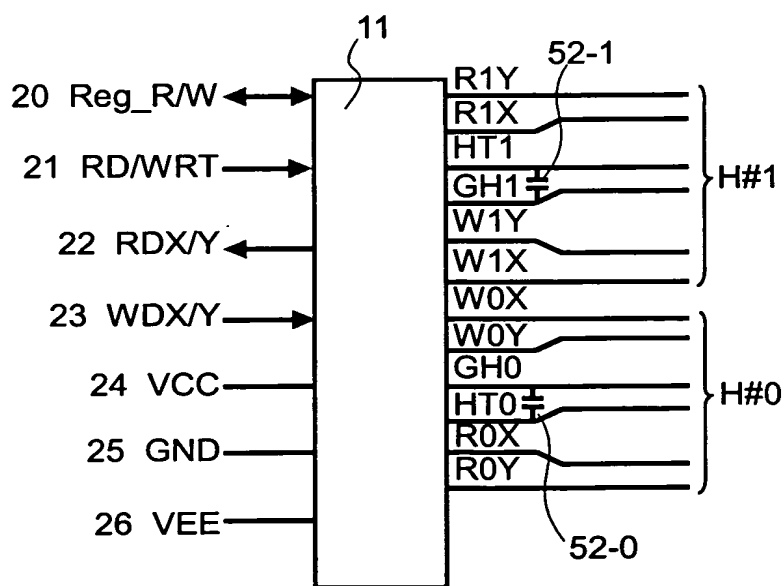 11
52-1
20 Reg_R/W
21 RD/WRT
22 RDX/Y
23 WDX/Y
24 VCC
25 GND
26 VEE
R1Y
R1X
HT1
GH1
W1Y
W1X
W0X
W0Y
GH0
HT0
R0X
R0Y
H#1
H#0
52-0